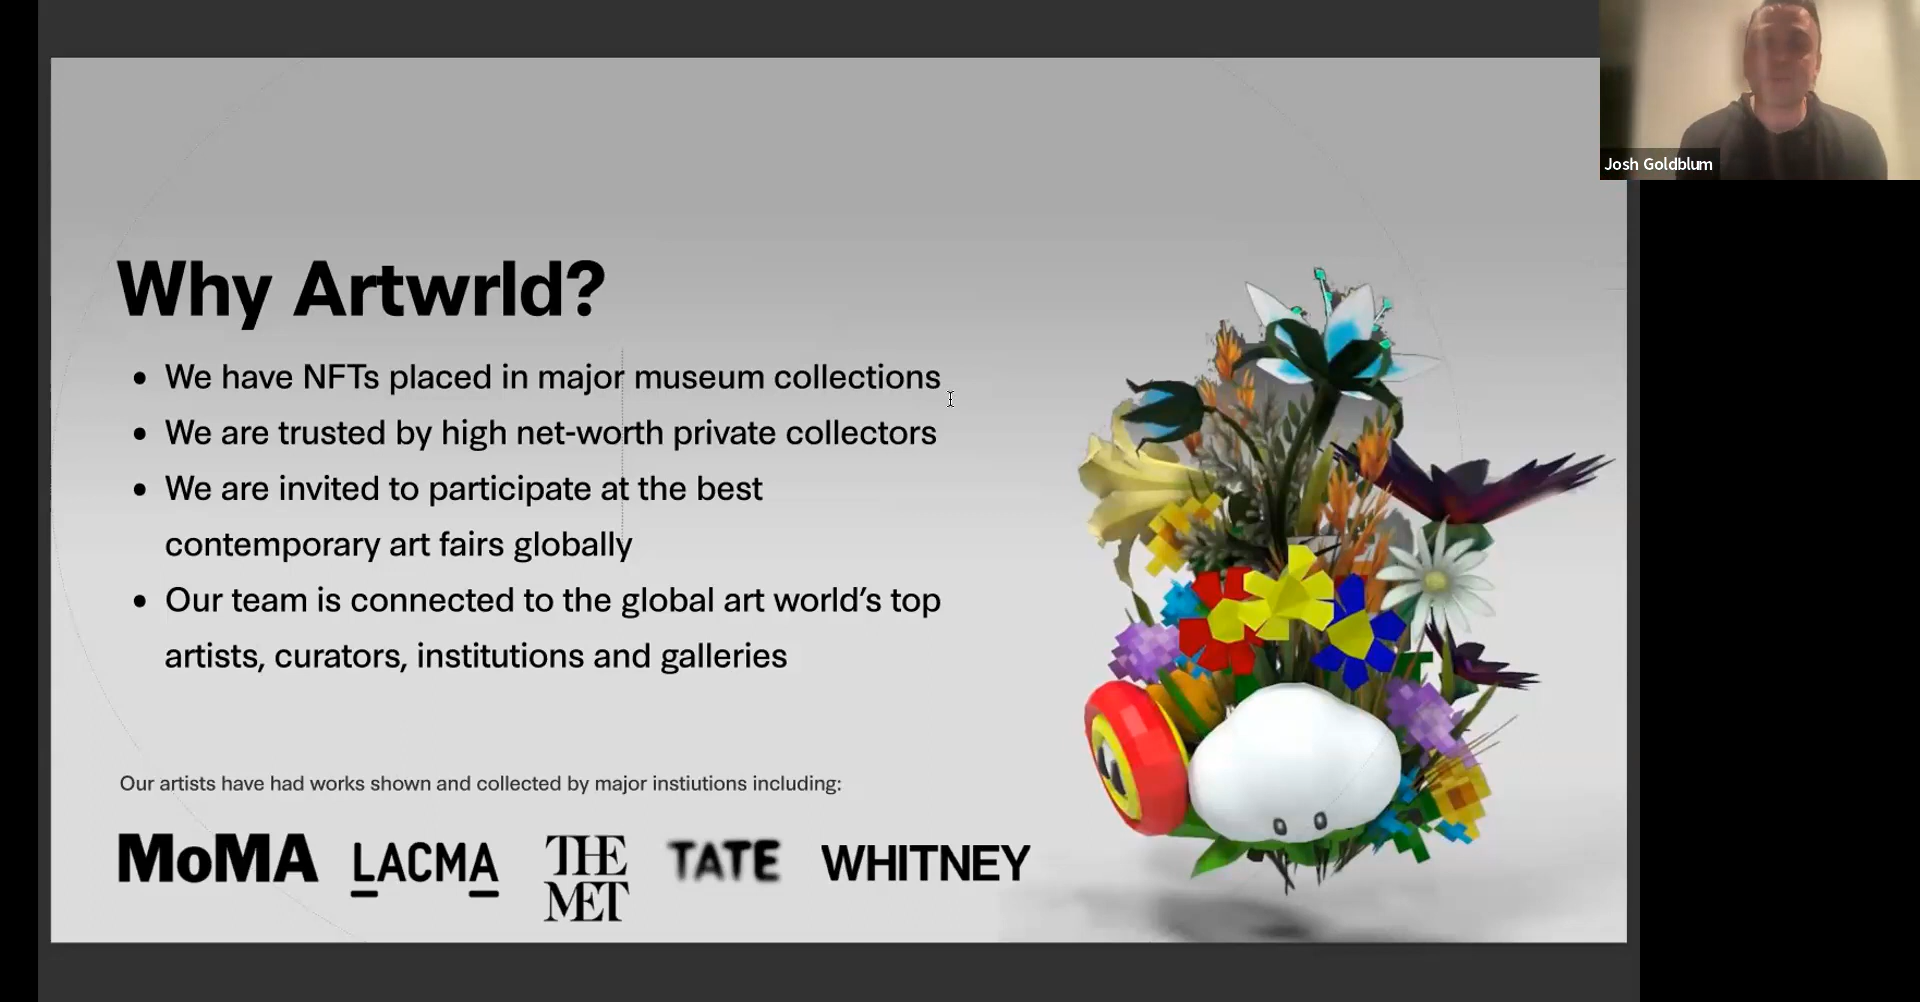 Josh Goldblum
Why Artwrld?
• We have NFTs placed in major museum collections
• We are trusted by high net-worth private collectors
• We are invited to participate at the best
contemporary art fairs globally
• Our team is connected to the global art world’s top
artists, curators, institutions and galleries
Our artists have had works shown and collected by major instiutions including:
MoMA LACMA THE MET TATE WHITNEY